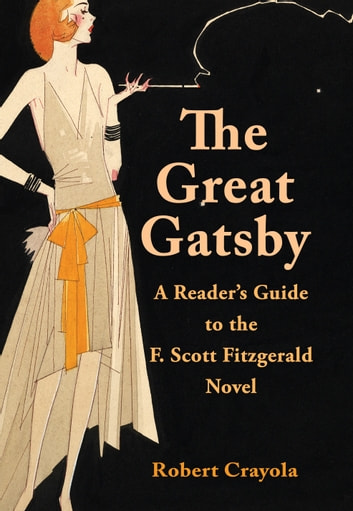 The
Great
Gatsby
A Reader's Guide
to the
F. Scott Fitzgerald
Novel
Robert Crayola